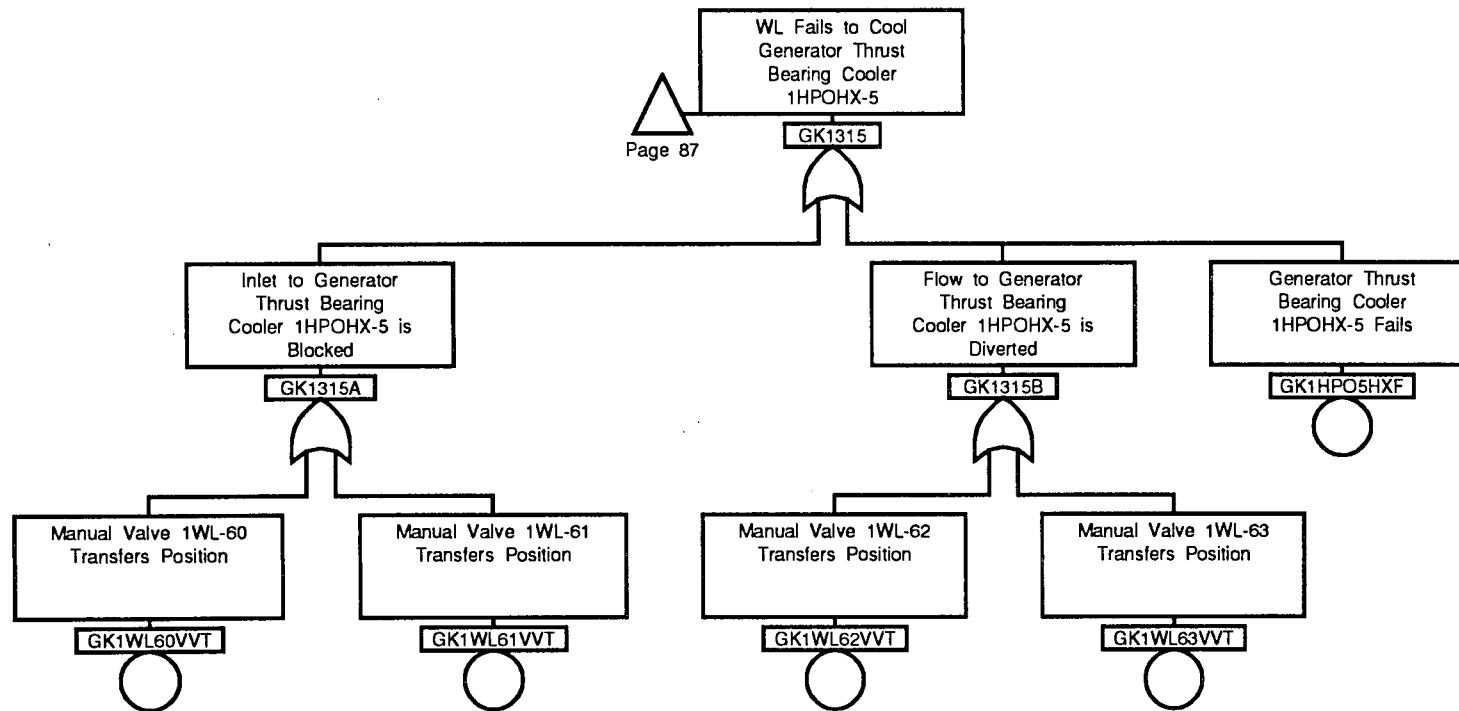 WL Fails to Cool
Generator Thrust
Bearing Cooler
1HPOHX-5
Page 87
GK1315
Inlet to Generator
Thrust Bearing
Cooler 1HPOHX-5 is
Blocked
GK1315A
Flow to Generator
Thrust Bearing
Cooler 1HPOHX-5 is
Diverted
GK1315B
Generator Thrust
Bearing Cooler
1HPOHX-5 Fails
GK1HPO5HXF
Manual Valve 1WL-60
Transfers Position
GK1WL60VVT
Manual Valve 1WL-61
Transfers Position
GK1WL61VVT
Manual Valve 1WL-62
Transfers Position
GK1WL62VVT
Manual Valve 1WL-63
Transfers Position
GK1WL63VVT